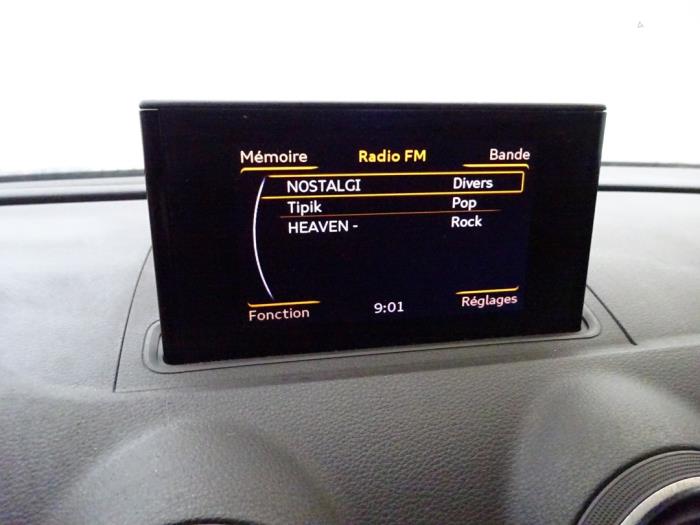 Mémoire Radio FM Bande
NOSTALGI Divers
Tipik Pop
HEAVEN - Rock
Fonction 9:01 Réglages